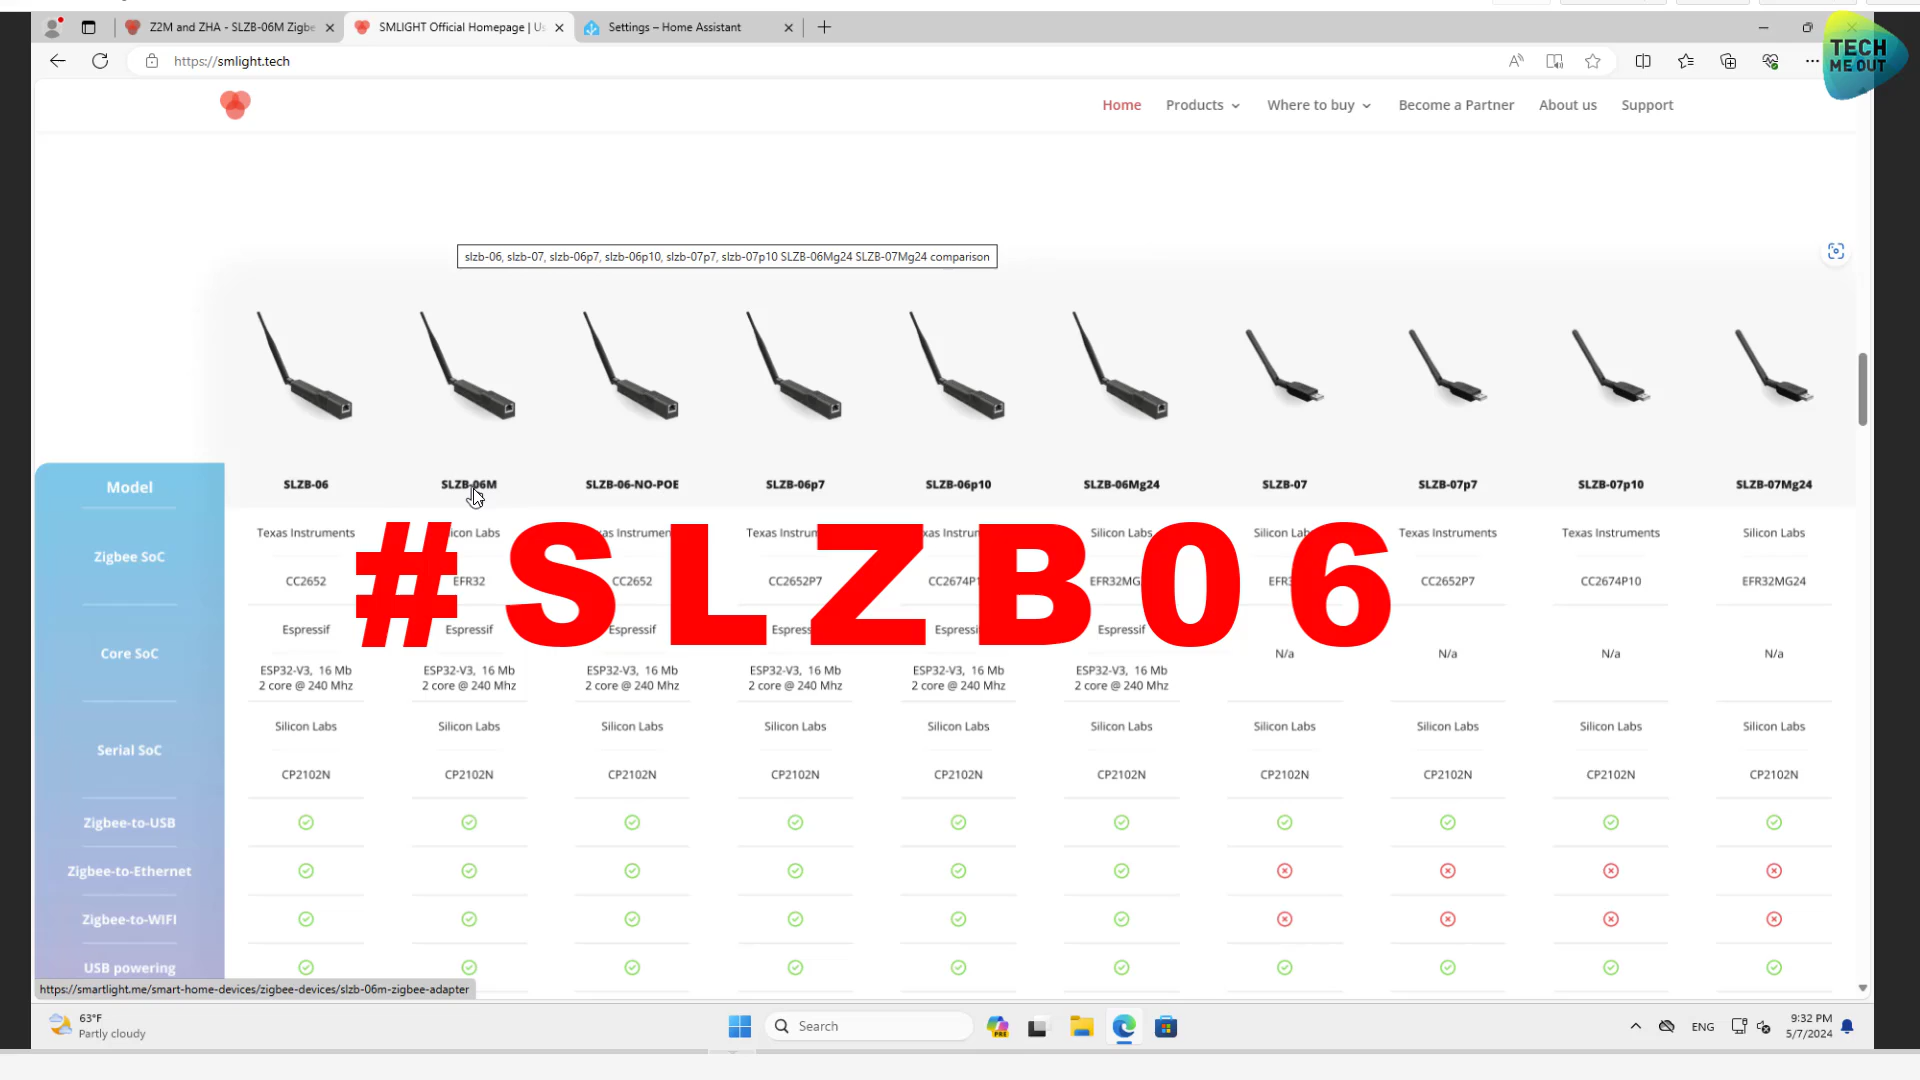 Z2M and ZHA - SLZB-06M Zigbe
SMLIGHT Official Homepage | Us
Settings – Home Assistant
TECH
ME OUT
https://smlight.tech
Home
Products
Where to buy
Become a Partner
About us
Support
slzb-06, slzb-07, slzb-06p7, slzb-06p10, slzb-07p7, slzb-07p10 SLZB-06Mg24 SLZB-07Mg24 comparison
Model SLZB-06 SLZB-06M SLZB-06-NO-POE SLZB-06p7 SLZB-06p10 SLZB-06Mg24 SLZB-07 SLZB-07p7 SLZB-07p10 SLZB-07Mg24
#SLZB06
Texas Instruments Silicon Labs Texas Instruments Silicon Labs Texas Instruments Texas Instruments Silicon Labs
Zigbee SoC
CC2652 EFR32 CC2652 CC2652P7 CC2674P1 EFR32MG EFR3 CC2652P7 CC2674P10 EFR32MG24
Espressif Espressif Espressif Espress Espressif Espressif
Core SoC N/a N/a N/a N/a
ESP32-V3, 16 Mb ESP32-V3, 16 Mb ESP32-V3, 16 Mb ESP32-V3, 16 Mb ESP32-V3, 16 Mb ESP32-V3, 16 Mb
2 core @ 240 Mhz 2 core @ 240 Mhz 2 core @ 240 Mhz 2 core @ 240 Mhz 2 core @ 240 Mhz 2 core @ 240 Mhz
Silicon Labs Silicon Labs Silicon Labs Silicon Labs Silicon Labs Silicon Labs Silicon Labs Silicon Labs Silicon Labs Silicon Labs
Serial SoC
CP2102N CP2102N CP2102N CP2102N CP2102N CP2102N CP2102N CP2102N CP2102N CP2102N
Zigbee-to-USB
Zigbee-to-Ethernet
Zigbee-to-WIFI
USB powering
https://smartlight.me/smart-home-devices/zigbee-devices/slzb-06m-zigbee-adapter
63°F
Partly cloudy
Search
PRE
ENG
9:32 PM
5/7/2024